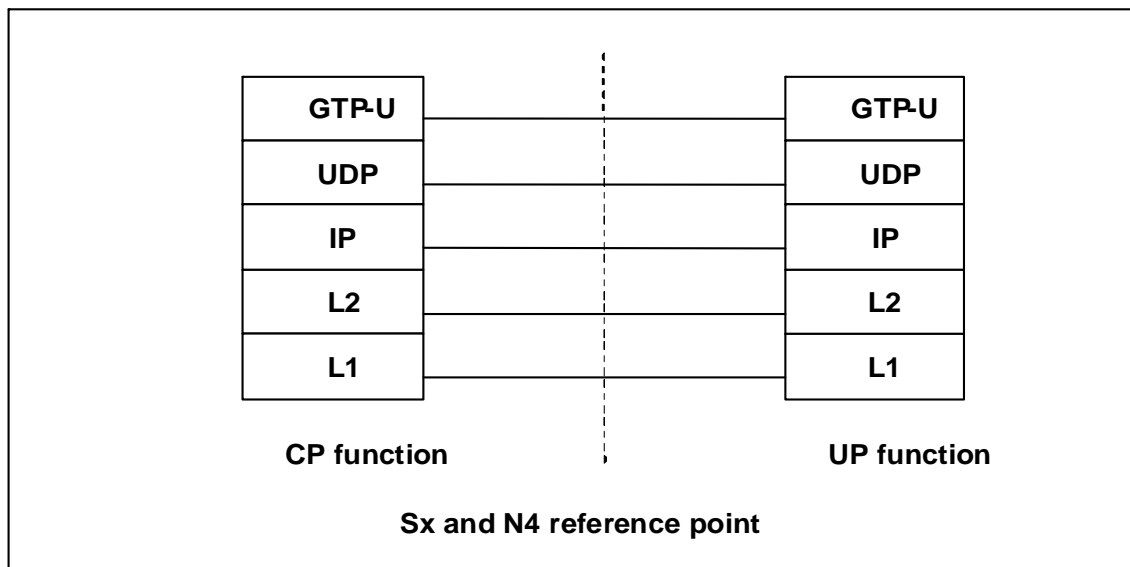 GTP-U GTP-U
UDP UDP
IP IP
L2 L2
L1 L1
CP function UP function
Sx and N4 reference point